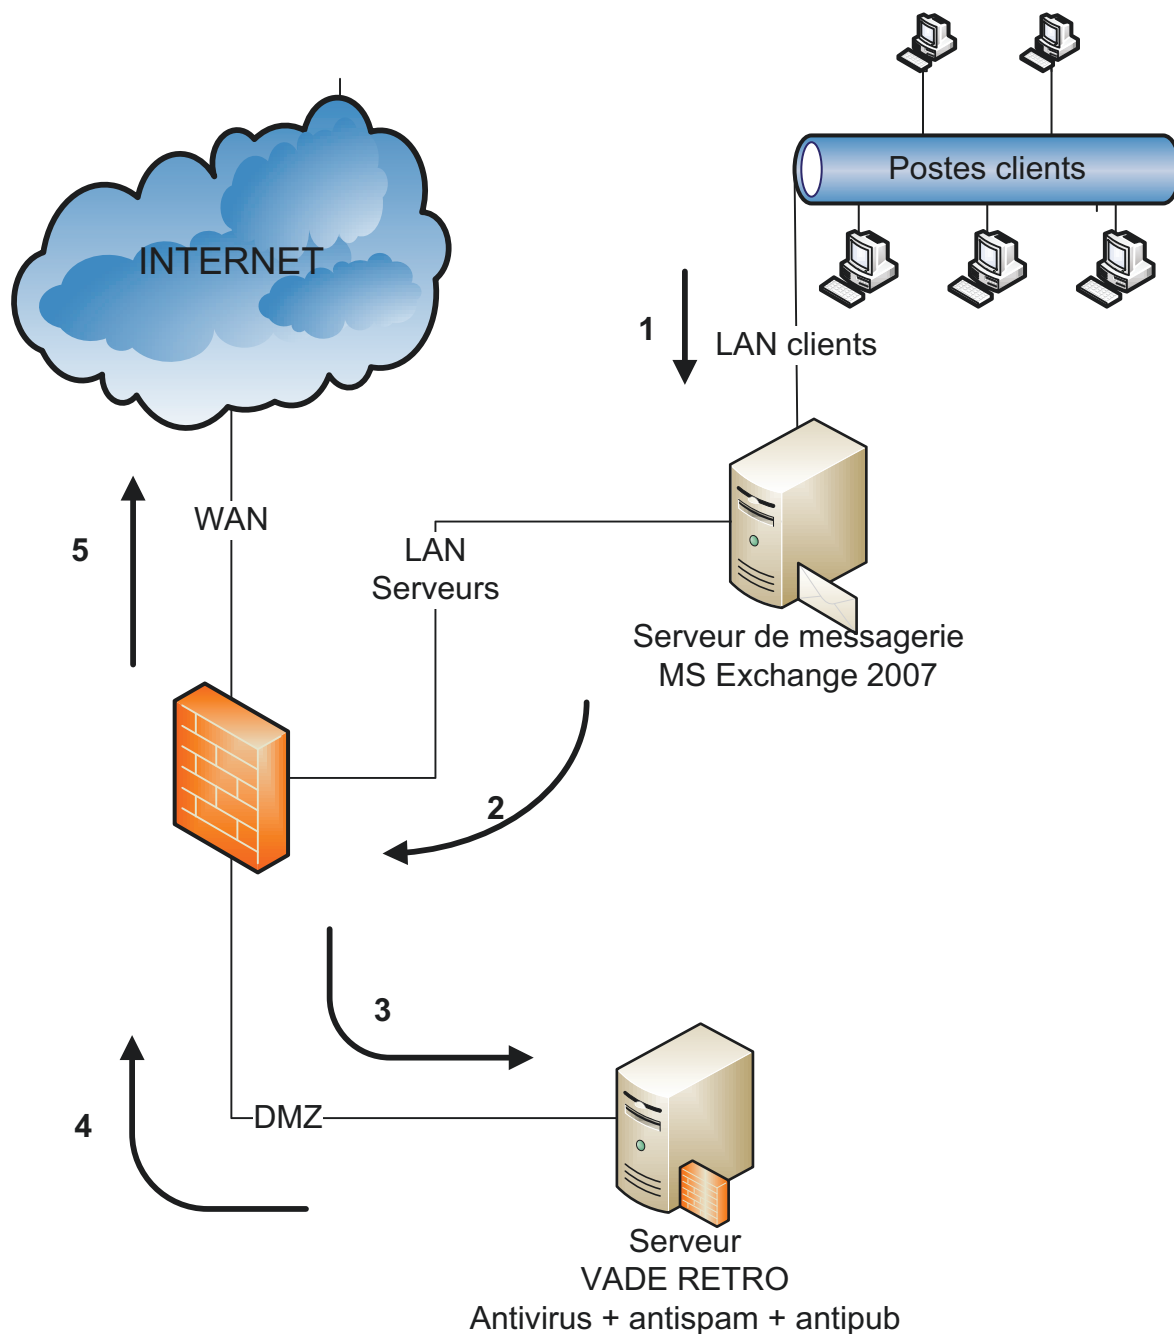 Postes clients
INTERNET
1
LAN clients
WAN
5
LAN
Serveurs
Serveur de messagerie
MS Exchange 2007
2
3
4
DMZ
Serveur
VADE RETRO
Antivirus + antispam + antipub